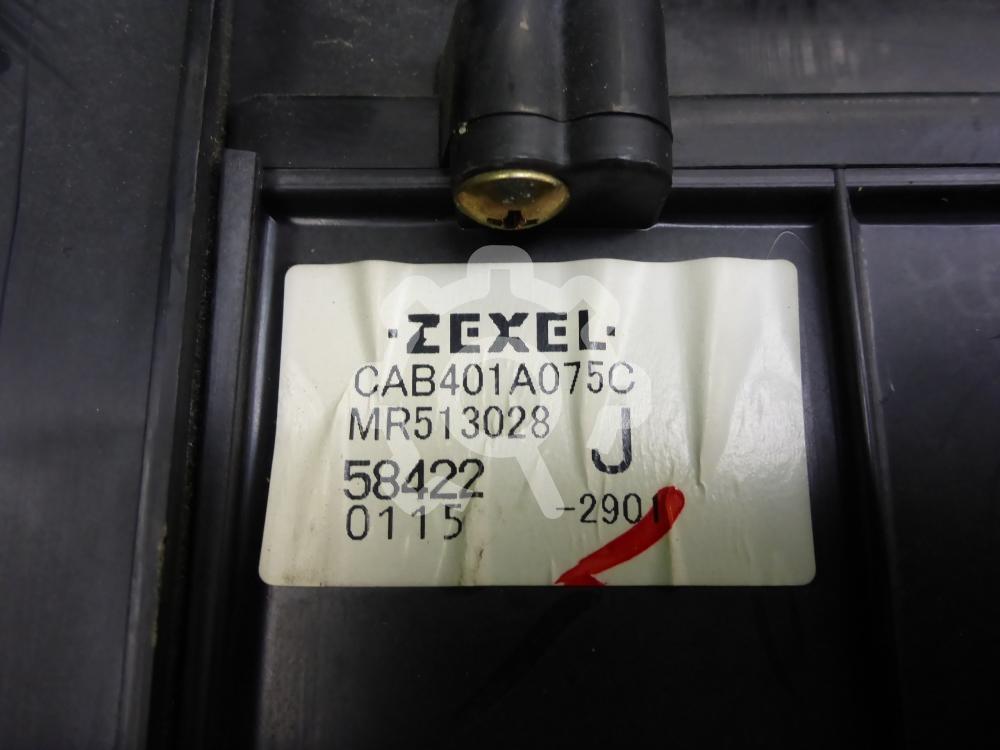 ·ZEXEL·
CAB401A075C
MR513028
J
58422
0115 -2901